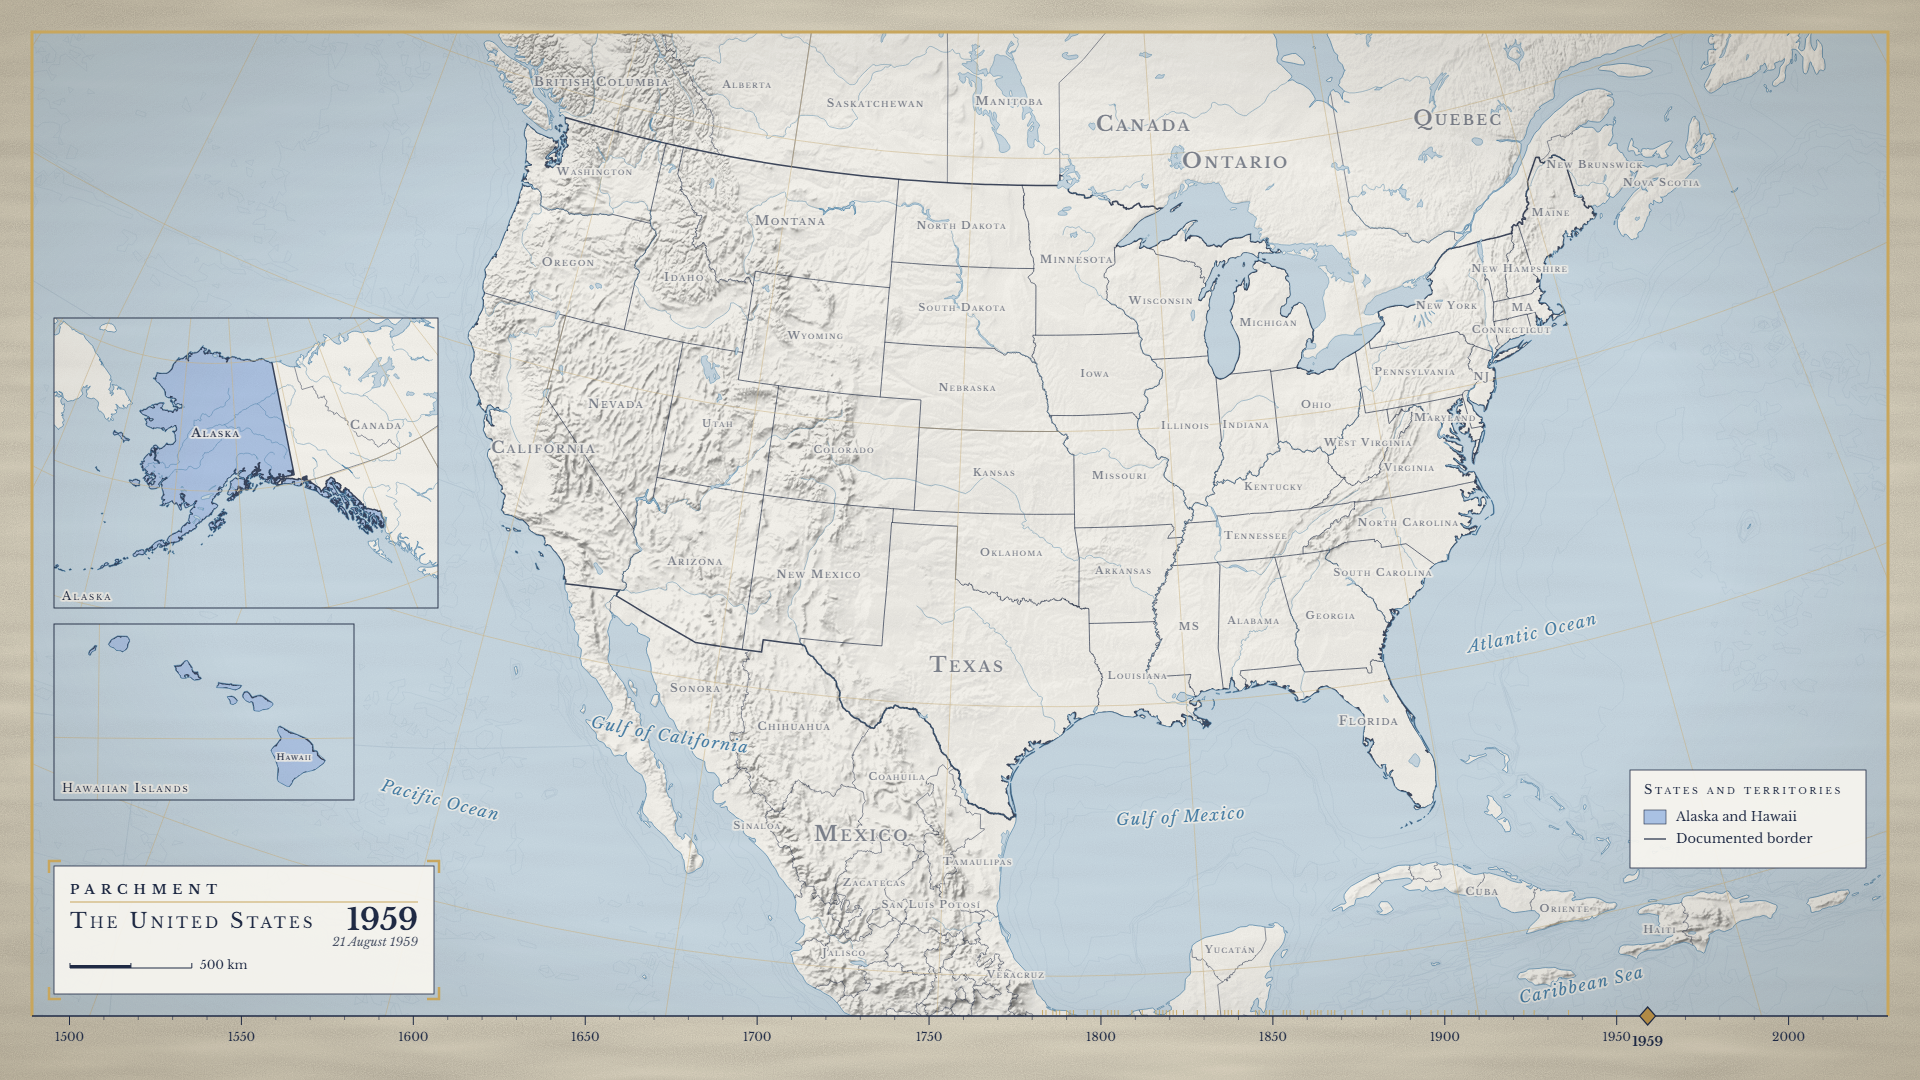 British Columbia
Alberta
Saskatchewan
Manitoba
Canada
Ontario
Quebec
New Brunswick
Nova Scotia
Washington
Montana
North Dakota
Minnesota
Maine
Oregon
Idaho
South Dakota
Wisconsin
Michigan
New Hampshire
New York
MA
Connecticut
Wyoming
Nebraska
Iowa
Pennsylvania
NJ
Nevada
Utah
Colorado
Illinois
Indiana
Ohio
Maryland
West Virginia
Virginia
California
Kansas
Missouri
Kentucky
North Carolina
Tennessee
Arizona
New Mexico
Oklahoma
Arkansas
South Carolina
Georgia
Alabama
MS
Texas
Louisiana
Florida
Atlantic Ocean
Sonora
Chihuahua
Gulf of California
Coahuila
Pacific Ocean
Gulf of Mexico
Sinaloa
Mexico
Tamaulipas
Zacatecas
San Luis Potosí
Jalisco
Veracruz
Yucatán
Cuba
Oriente
Haiti
Caribbean Sea
Alaska
Canada
Alaska
Hawaii
Hawaiian Islands
States and territories
Alaska and Hawaii
Documented border
PARCHMENT
The United States 1959
21 August 1959
500 km
1500 1550 1600 1650 1700 1750 1800 1850 1900 1950 1959 2000